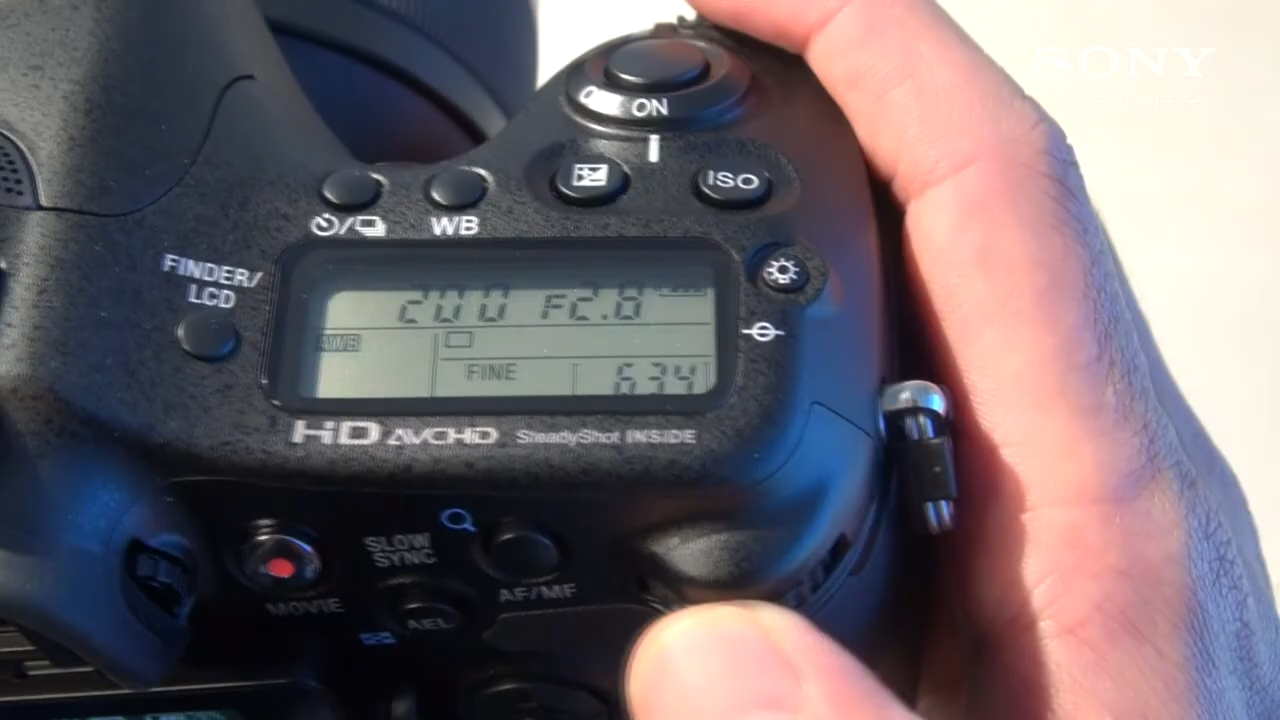 SONY
ON
ISO
WB
FINDER/
LCD
200 F2.8
AWB
FINE
634
HD AVCHD SteadyShot INSIDE
SLOW
SYNC
AF/MF
MOVIE
AEL